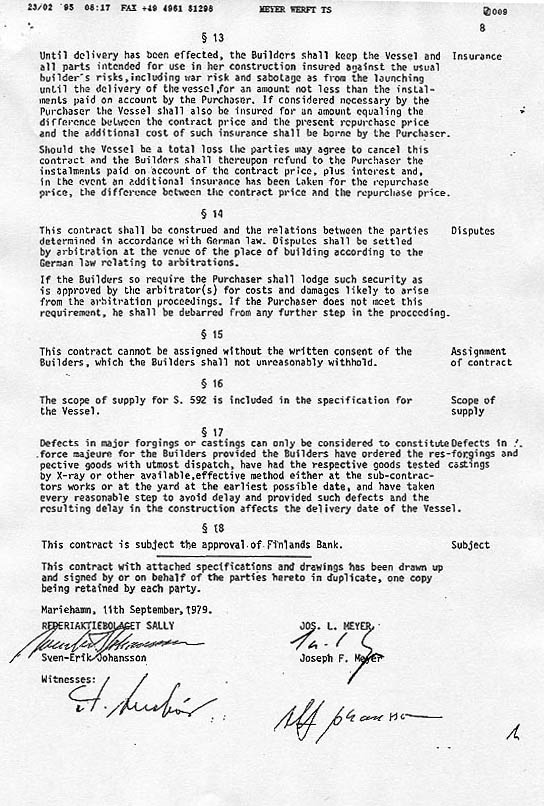 23/02 '95 08:17 FAX +49 4961 81298 MEYER WERFT TS 009
8
§ 13
Until delivery has been effected, the Builders shall keep the Vessel and Insurance
all parts intended for use in her construction insured against the usual
builder's risks, including war risk and sabotage as from the launching
until the delivery of the vessel,for an amount not less than the instal-
ments paid on account by the Purchaser. If considered necessary by the
Purchaser the Vessel shall also be insured for an amount equaling the
difference between the contract price and the present repurchase price
and the additional cost of such insurance shall be borne by the Purchaser.
Should the Vessel be a total loss the parties may agree to cancel this
contract and the Builders shall thereupon refund to the Purchaser the
instalments paid on account of the contract price, plus interest and,
in the event an additional insurance has been taken for the repurchase
price, the difference between the contract price and the repurchase price.
§ 14
This contract shall be construed and the relations between the parties Disputes
determined in accordance with German law. Disputes shall be settled
by arbitration at the venue of the place of building according to the
German law relating to arbitrations.
If the Builders so require the Purchaser shall lodge such security as
is approved by the arbitrator(s) for costs and damages likely to arise
from the arbitration proceedings. If the Purchaser does not meet this
requirement, he shall be debarred from any further step in the proceeding.
§ 15
This contract cannot be assigned without the written consent of the Assignment
Builders, which the Builders shall not unreasonably withhold. of contract
§ 16
The scope of supply for S. 592 is included in the specification for Scope of
the Vessel. supply
§ 17
Defects in major forgings or castings can only be considered to constitute Defects in
force majeure for the Builders provided the Builders have ordered the res- forgings and
pective goods with utmost dispatch, have had the respective goods tested castings
by X-ray or other available,effective method either at the sub-contrac-
tors works or at the yard at the earliest possible date, and have taken
every reasonable step to avoid delay and provided such defects and the
resulting delay in the construction affects the delivery date of the Vessel.
§ 18
This contract is subject the approval of Finlands Bank. Subject
This contract with attached specifications and drawings has been drawn up
and signed by or on behalf of the parties hereto in duplicate, one copy
being retained by each party.
Mariehamn, 11th September,1979.
REDERIAKTIEBOLAGET SALLY JOS. L. MEYER
Sven-Erik Johansson Joseph F. Meyer
Witnesses: